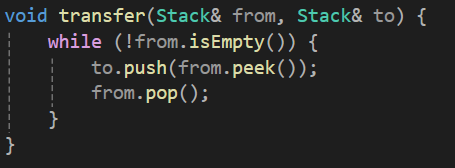 void transfer(Stack& from, Stack& to) {
    while (!from.isEmpty()) {
        to.push(from.peek());
        from.pop();
    }
}